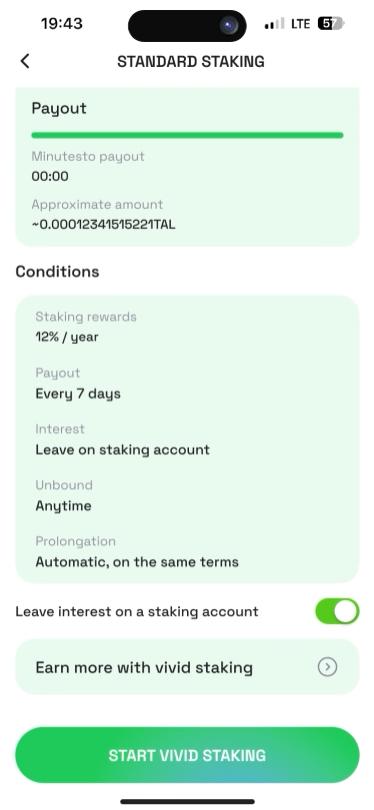 19:43
LTE
57
STANDARD STAKING
Payout
Minutesto payout
00:00
Approximate amount
~0.00012341515221TAL
Conditions
Staking rewards
12% / year
Payout
Every 7 days
Interest
Leave on staking account
Unbound
Anytime
Prolongation
Automatic, on the same terms
Leave interest on a staking account
Earn more with vivid staking
START VIVID STAKING